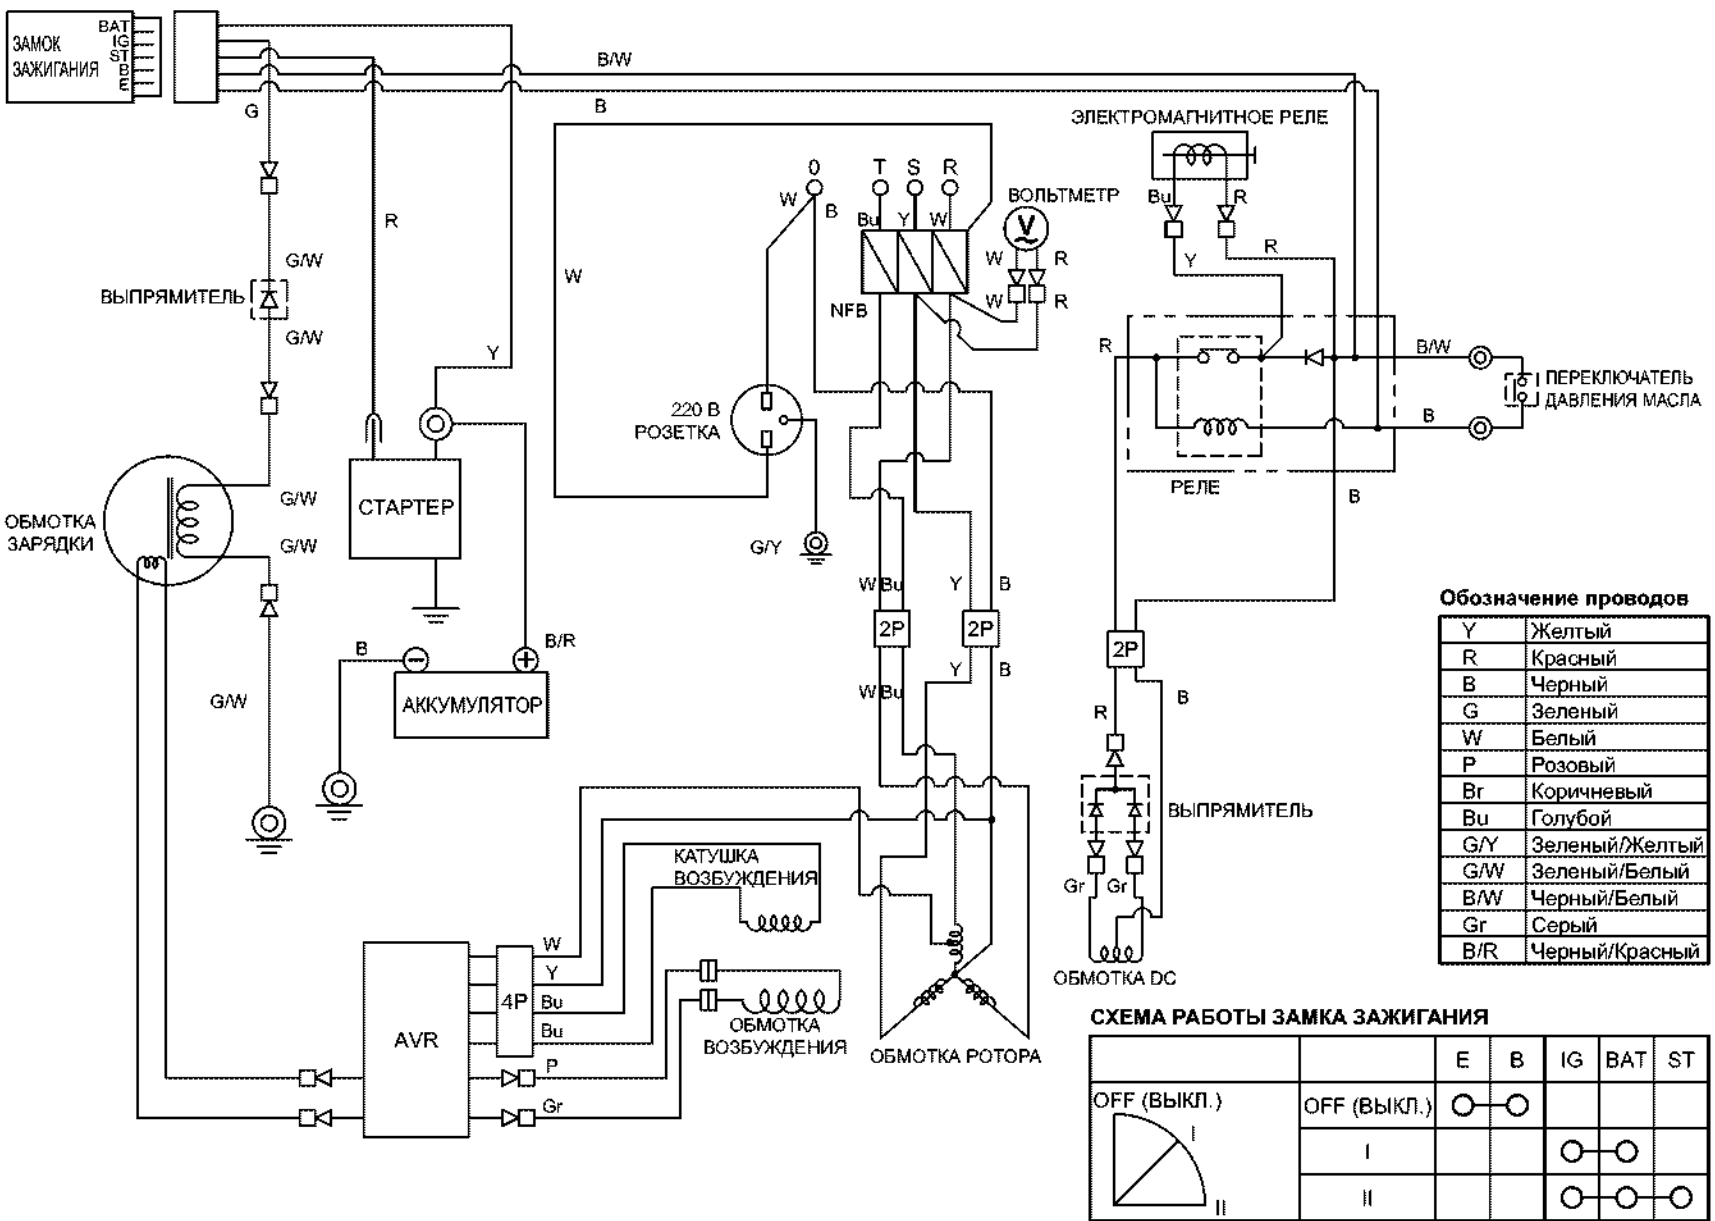 ЗАМОК
ЗАЖИГАНИЯ
BAT
IG
ST
B
E
B/W
B
G
ЭЛЕКТРОМАГНИТНОЕ РЕЛЕ
0
T
S
R
W
B
Bu
Y
W
ВОЛЬТМЕТР
V
Bu
R
R
G/W
W
W
R
Y
R
ВЫПРЯМИТЕЛЬ
NFB
W
R
G/W
Y
R
B/W
220 В
РОЗЕТКА
ПЕРЕКЛЮЧАТЕЛЬ
ДАВЛЕНИЯ МАСЛА
B
РЕЛЕ
G/W
СТАРТЕР
B
ОБМОТКА
ЗАРЯДКИ
G/W
G/Y
W
Bu
Y
B
2P
2P
2P
B
B/R
W
Bu
Y
B
АККУМУЛЯТОР
G/W
R
B
ВЫПРЯМИТЕЛЬ
КАТУШКА
ВОЗБУЖДЕНИЯ
Gr
Gr
ОБМОТКА DC
AVR
4P
W
Y
Bu
Bu
P
Gr
ОБМОТКА
ВОЗБУЖДЕНИЯ
ОБМОТКА РОТОРА
Обозначение проводов
Y Желтый
R Красный
B Черный
G Зеленый
W Белый
P Розовый
Br Коричневый
Bu Голубой
G/Y Зеленый/Желтый
G/W Зеленый/Белый
B/W Черный/Белый
Gr Серый
B/R Черный/Красный
СХЕМА РАБОТЫ ЗАМКА ЗАЖИГАНИЯ
E B IG BAT ST
OFF (ВЫКЛ.)
I
II
OFF (ВЫКЛ.)
I
II